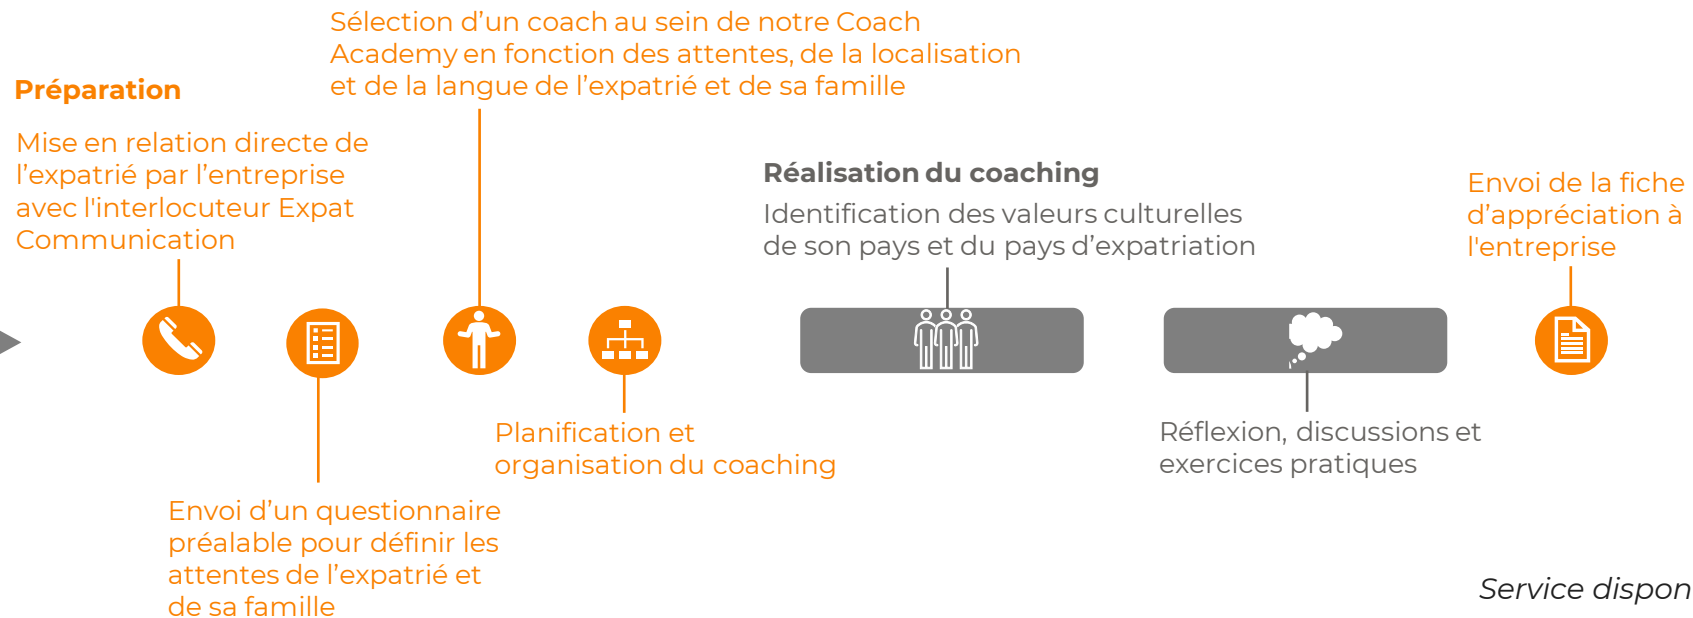 Préparation
Mise en relation directe de
l’expatrié par l’entreprise
avec l'interlocuteur Expat
Communication
Envoi d’un questionnaire
préalable pour définir les
attentes de l’expatrié et
de sa famille
Sélection d’un coach au sein de notre Coach
Academy en fonction des attentes, de la localisation
et de la langue de l’expatrié et de sa famille
Planification et
organisation du coaching
Réalisation du coaching
Identification des valeurs culturelles
de son pays et du pays d’expatriation
Réflexion, discussions et
exercices pratiques
Envoi de la fiche
d’appréciation à
l'entreprise
Service dispon